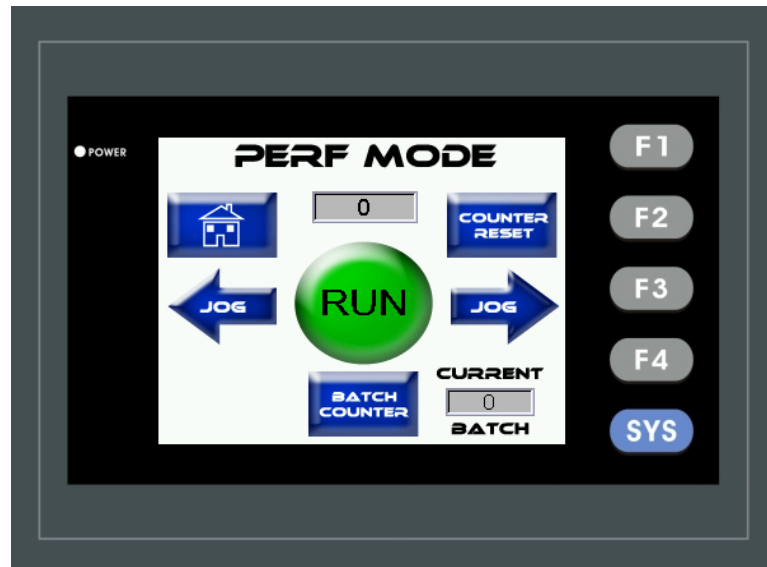 POWER
PERF MODE
0
COUNTER
RESET
JOG
RUN
JOG
BATCH
COUNTER
CURRENT
0
BATCH
F1
F2
F3
F4
SYS